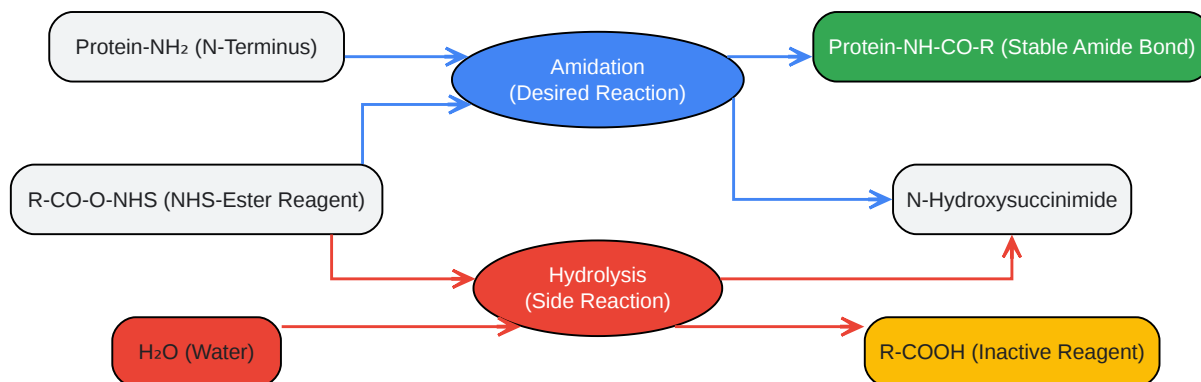 Protein-NH₂ (N-Terminus)
Amidation
(Desired Reaction)
Protein-NH-CO-R (Stable Amide Bond)
R-CO-O-NHS (NHS-Ester Reagent)
N-Hydroxysuccinimide
Hydrolysis
(Side Reaction)
H₂O (Water)
R-COOH (Inactive Reagent)